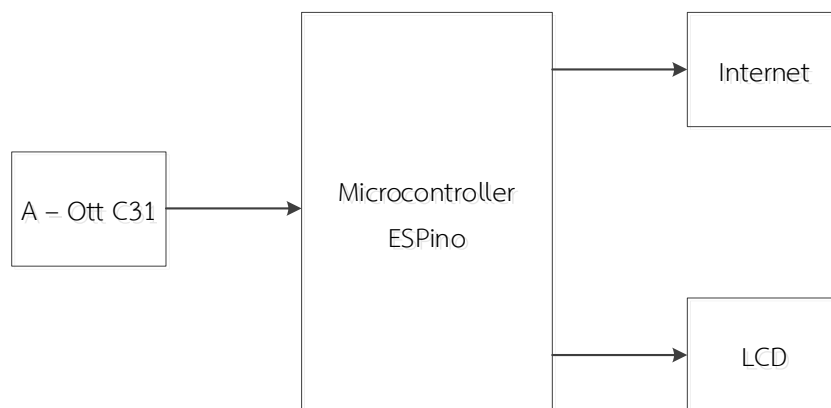 Internet
A – Ott C31
Microcontroller
ESPino
LCD